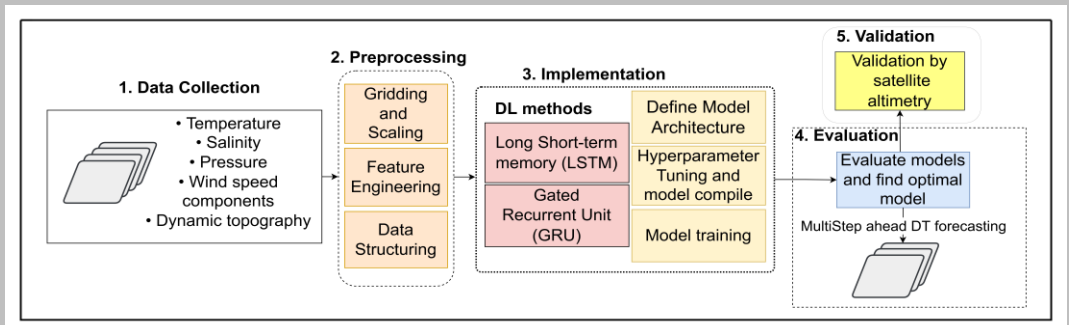 1. Data Collection
• Temperature
• Salinity
• Pressure
• Wind speed
components
• Dynamic topography
2. Preprocessing
Gridding
and
Scaling
Feature
Engineering
Data
Structuring
3. Implementation
DL methods
Long Short-term
memory (LSTM)
Gated
Recurrent Unit
(GRU)
Define Model
Architecture
Hyperparameter
Tuning and
model compile
Model training
4. Evaluation
Evaluate models
and find optimal
model
MultiStep ahead DT forecasting
5. Validation
Validation by
satellite
altimetry